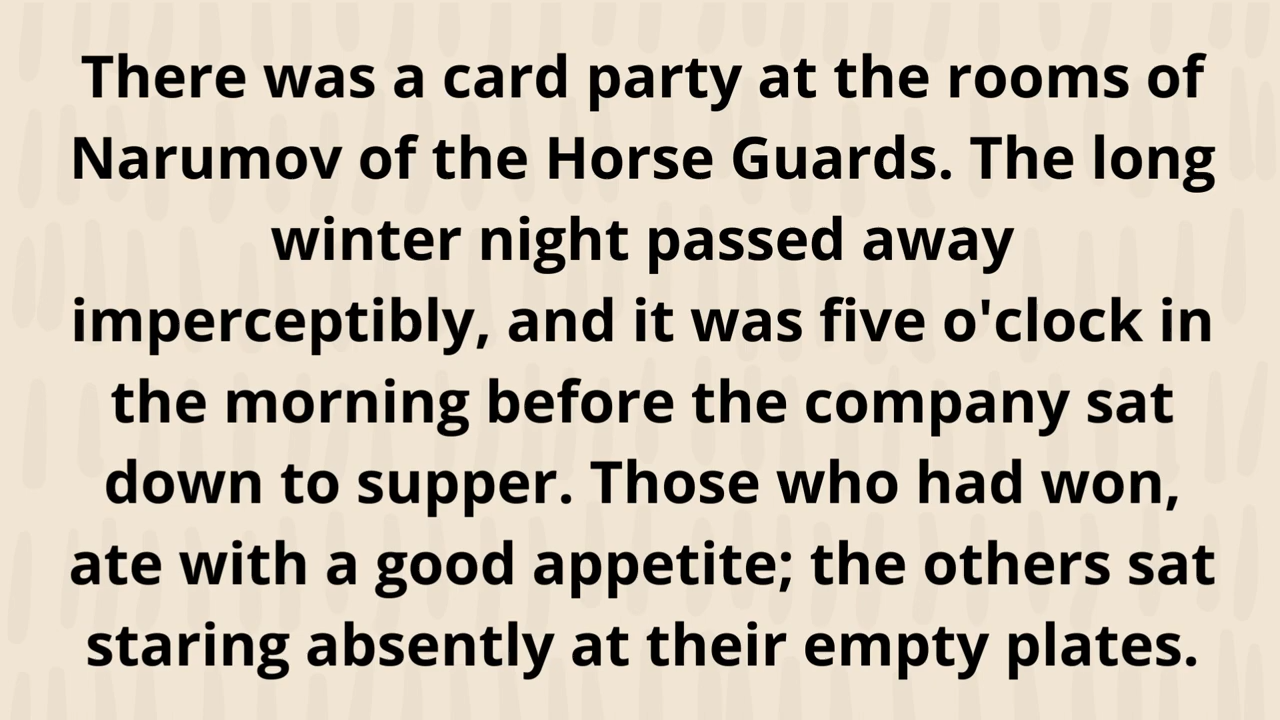 There was a card party at the rooms of
Narumov of the Horse Guards. The long
winter night passed away
imperceptibly, and it was five o'clock in
the morning before the company sat
down to supper. Those who had won,
ate with a good appetite; the others sat
staring absently at their empty plates.